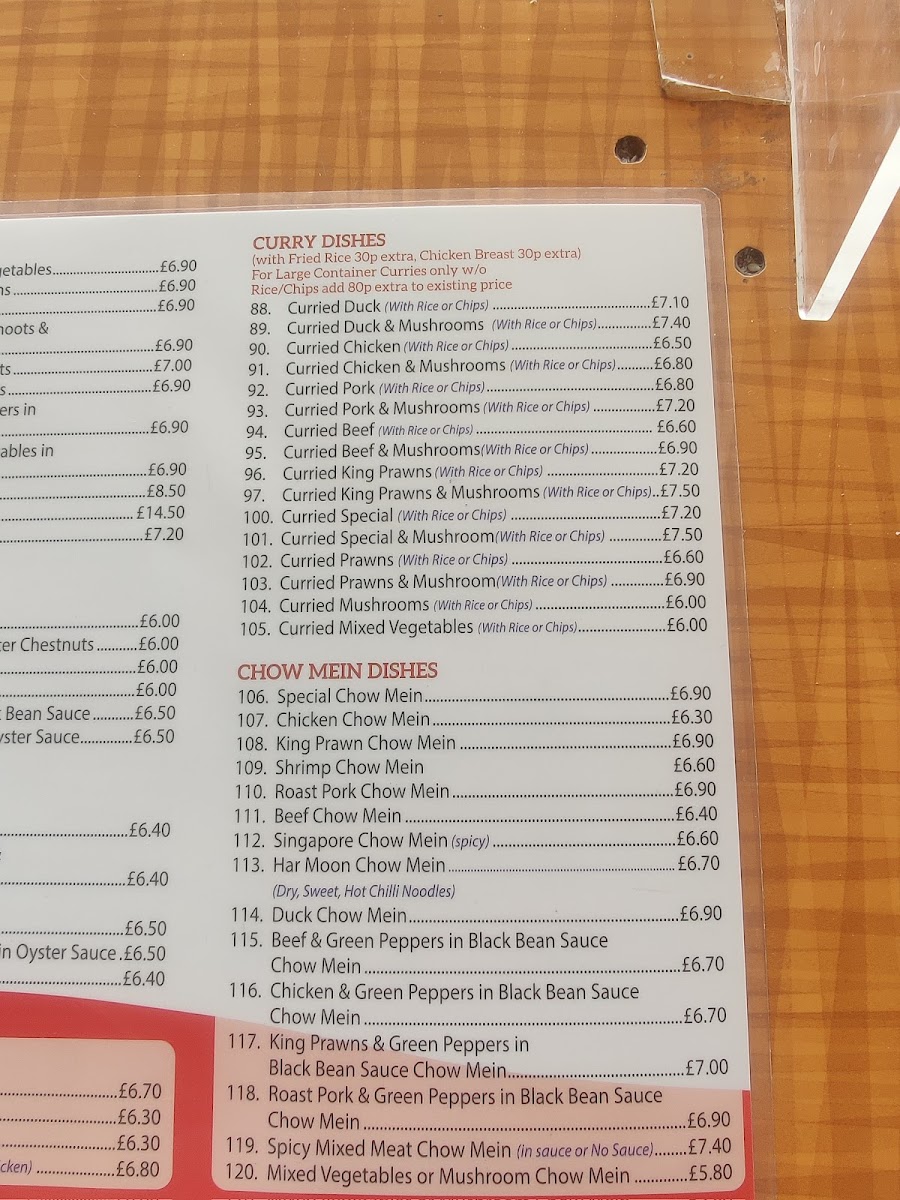 getables..............................£6.90
ns..............................£6.90
..............................£6.90
hoots &
..............................£6.90
ts..............................£7.00
s..............................£6.90
ers in
..............................£6.90
ables in
..............................£6.90
..............................£8.50
..............................£14.50
..............................£7.20
..............................£6.00
ter Chestnuts..........£6.00
..............................£6.00
..............................£6.00
Bean Sauce..........£6.50
yster Sauce............£6.50
..............................£6.40
..............................£6.40
..............................£6.50
in Oyster Sauce.£6.50
..............................£6.40
..............................£6.70
..............................£6.30
..............................£6.30
icken) ....................£6.80
CURRY DISHES
(with Fried Rice 30p extra, Chicken Breast 30p extra)
For Large Container Curries only w/o
Rice/Chips add 80p extra to existing price
88. Curried Duck (With Rice or Chips) ..............................£7.10
89. Curried Duck & Mushrooms (With Rice or Chips)..............£7.40
90. Curried Chicken (With Rice or Chips) ..............................£6.50
91. Curried Chicken & Mushrooms (With Rice or Chips).........£6.80
92. Curried Pork (With Rice or Chips)..............................£6.80
93. Curried Pork & Mushrooms (With Rice or Chips) ..............£7.20
94. Curried Beef (With Rice or Chips) .............................. £6.60
95. Curried Beef & Mushrooms(With Rice or Chips)...............£6.90
96. Curried King Prawns (With Rice or Chips) .........................£7.20
97. Curried King Prawns & Mushrooms (With Rice or Chips)..£7.50
100. Curried Special (With Rice or Chips) ..............................£7.20
101. Curried Special & Mushroom(With Rice or Chips) ............£7.50
102. Curried Prawns (With Rice or Chips) ..............................£6.60
103. Curried Prawns & Mushroom(With Rice or Chips) ............£6.90
104. Curried Mushrooms (With Rice or Chips) ..........................£6.00
105. Curried Mixed Vegetables (With Rice or Chips)....................£6.00
CHOW MEIN DISHES
106. Special Chow Mein..............................£6.90
107. Chicken Chow Mein..............................£6.30
108. King Prawn Chow Mein ..............................£6.90
109. Shrimp Chow Mein £6.60
110. Roast Pork Chow Mein..............................£6.90
111. Beef Chow Mein ..............................£6.40
112. Singapore Chow Mein (spicy) ..............................£6.60
113. Har Moon Chow Mein .............................. £6.70
(Dry, Sweet, Hot Chilli Noodles)
114. Duck Chow Mein..............................£6.90
115. Beef & Green Peppers in Black Bean Sauce
Chow Mein ..............................£6.70
116. Chicken & Green Peppers in Black Bean Sauce
Chow Mein ..............................£6.70
117. King Prawns & Green Peppers in
Black Bean Sauce Chow Mein..............................£7.00
118. Roast Pork & Green Peppers in Black Bean Sauce
Chow Mein ..............................£6.90
119. Spicy Mixed Meat Chow Mein (in sauce or No Sauce).......£7.40
120. Mixed Vegetables or Mushroom Chow Mein ............£5.80